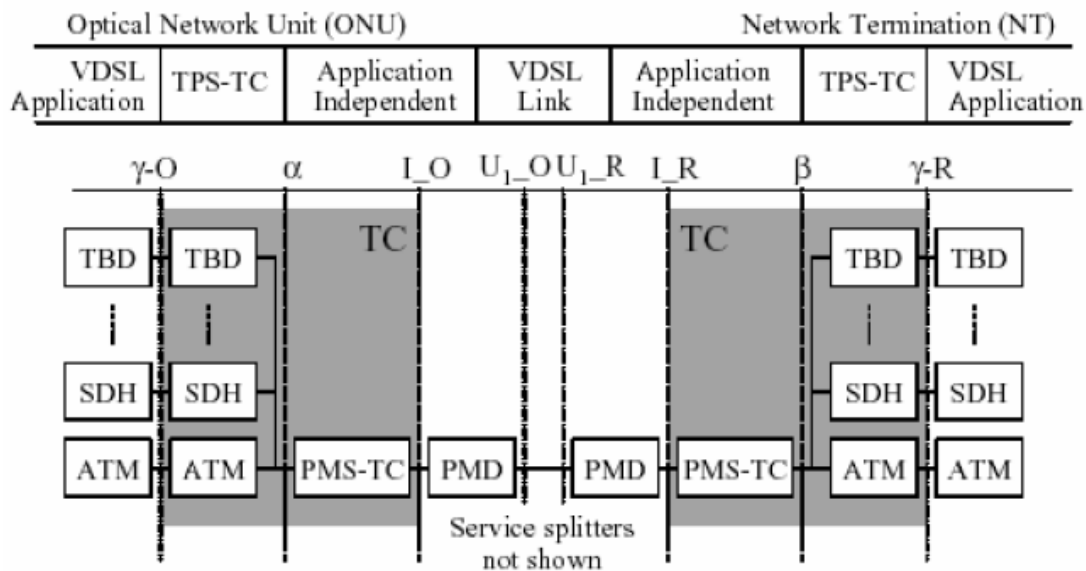 Optical Network Unit (ONU) Network Termination (NT)
VDSL Application TPS-TC Application Independent VDSL Link Application Independent TPS-TC VDSL Application
γ-O α I_O U₁_O U₁_R I_R β γ-R
TC TC
TBD TBD TBD TBD
SDH SDH SDH SDH
ATM ATM PMS-TC PMD PMD PMS-TC ATM ATM
Service splitters
not shown